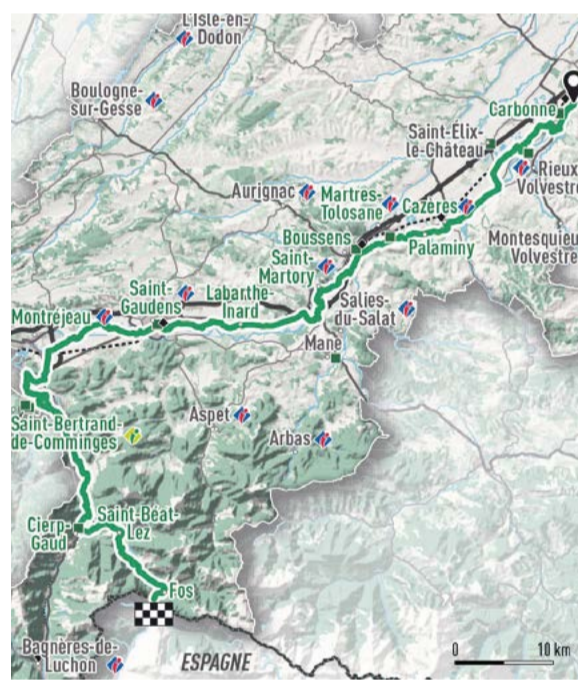 L'Isle-en-
Dodon
Boulogne-
sur-Gesse
Carbonne
Saint-Élix-
le-Château
Rieux-
Volvestre
Aurignac
Martres-
Tolosane
Cazères
Boussens
Palaminy
Montesquieu
Volvestre
Saint-
Martory
Saint-
Gaudens
Labarthe-
Inard
Montréjeau
Salies-
du-Salat
Mane
Saint-Bertrand-
de-Comminges
Aspet
Arbas
Cierp-
Gaud
Saint-Béat-
Lez
Fos
Bagnères-de-
Luchon
ESPAGNE
0 10 km